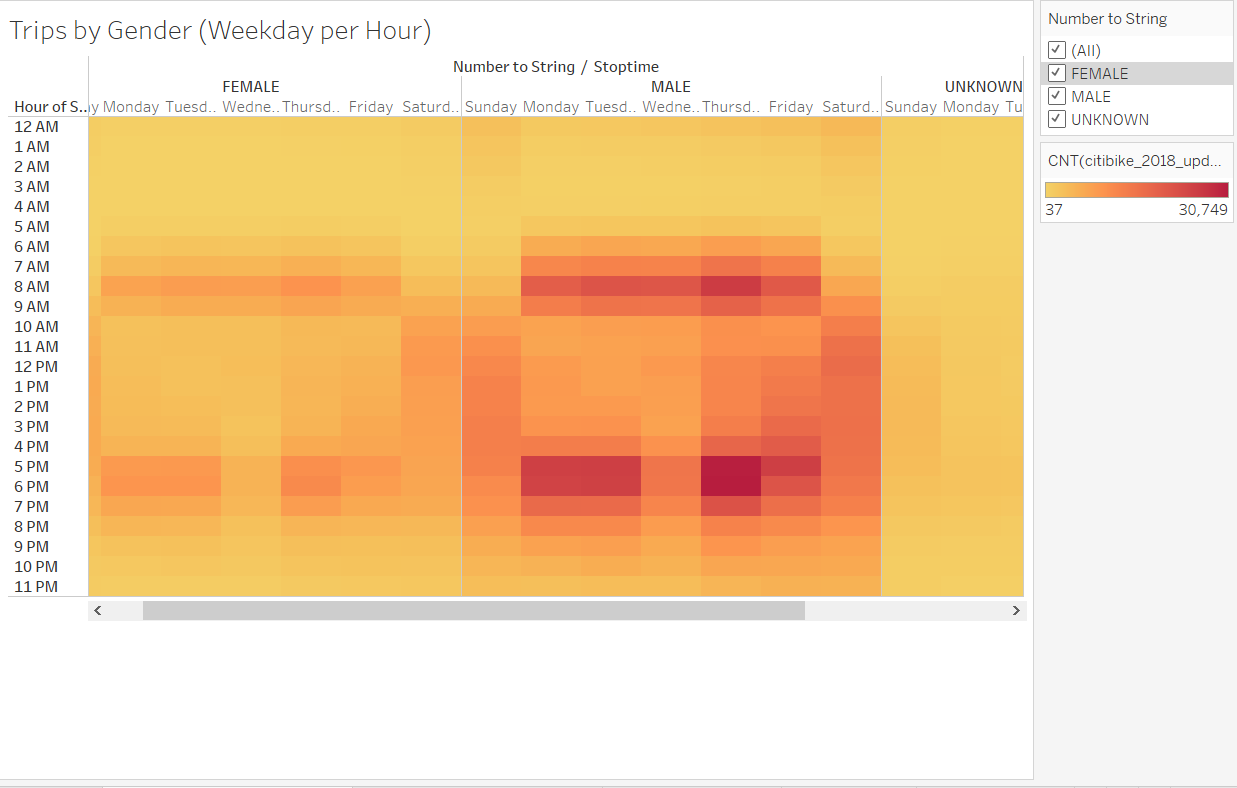 Trips by Gender (Weekday per Hour)
Number to String / Stoptime
FEMALE MALE UNKNOWN
Hour of S.. y Monday Tuesd.. Wedne.. Thursd.. Friday Saturd.. Sunday Monday Tuesd.. Wedne.. Thursd.. Friday Saturd.. Sunday Monday Tu
12 AM
1 AM
2 AM
3 AM
4 AM
5 AM
6 AM
7 AM
8 AM
9 AM
10 AM
11 AM
12 PM
1 PM
2 PM
3 PM
4 PM
5 PM
6 PM
7 PM
8 PM
9 PM
10 PM
11 PM
Number to String
(All)
FEMALE
MALE
UNKNOWN
CNT(citibike_2018_upd...
37 30,749